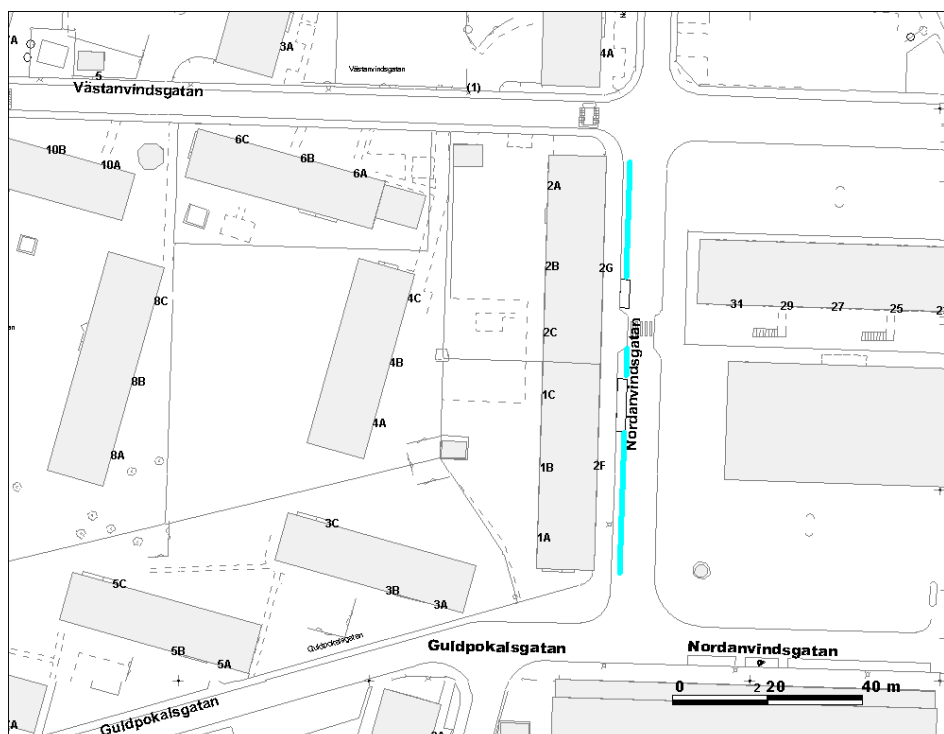 7A
3A
4A
5
Västanvindsgatan
Västanvindsgatan
(1)
10B
10A
6C
6B
6A
2A
8C
4C
2B
2G
31
29
27
25
2C
Nordanvindsgatan
4B
8B
1C
4A
8A
1B
2F
3C
1A
5C
3B
3A
5B
5A
Guldpokalsgatan
Guldpokalsgatan
Nordanvindsgatan
0
2
20
40 m
Guldpokalsgatan